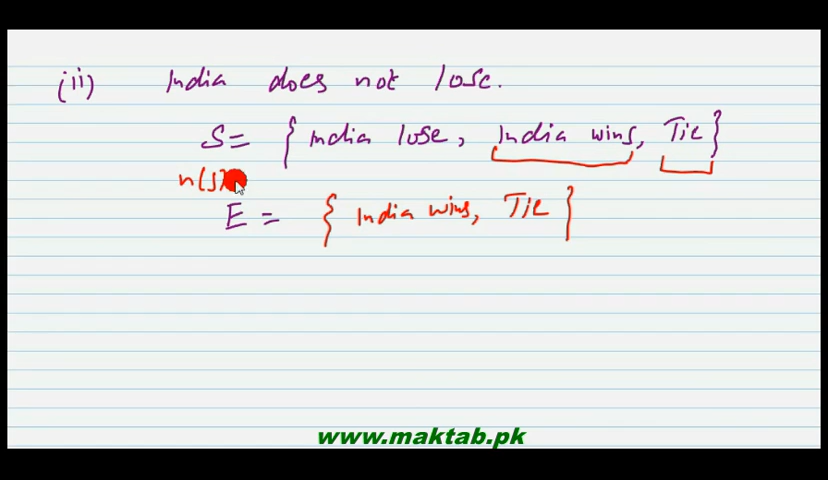 (ii) India does not lose.
S = { India lose, India wins, Tie }
n(S)
E = { India wins, Tie }
www.maktab.pk